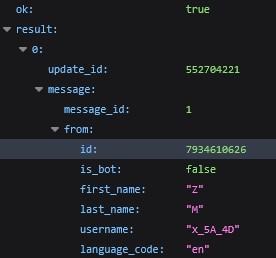 ok: true
result:
0:
update_id: 552704221
message:
message_id: 1
from:
id: 7934610626
is_bot: false
first_name: "Z"
last_name: "M"
username: "x_5A_4D"
language_code: "en"